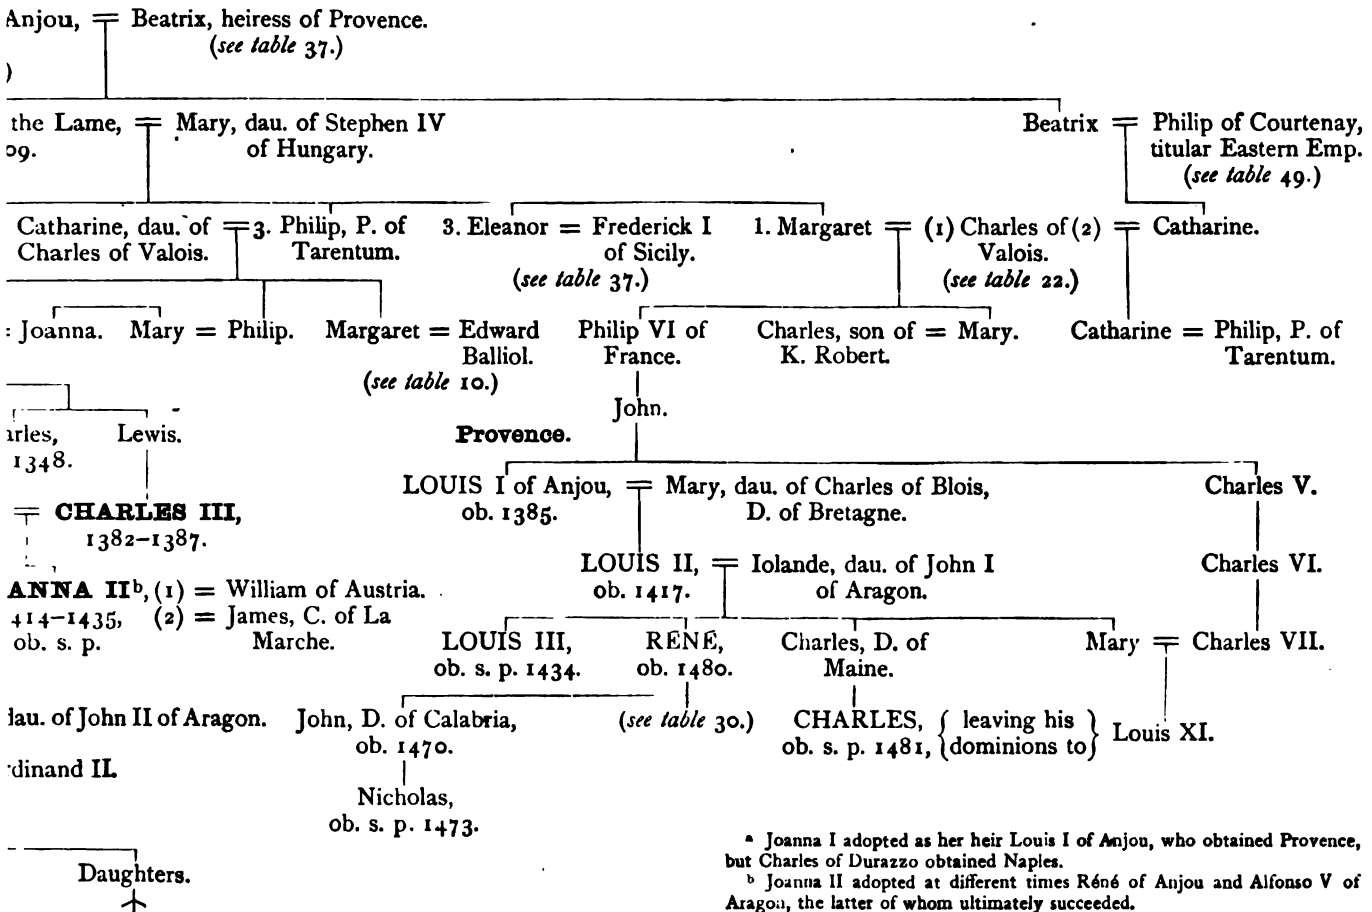 Anjou, = Beatrix, heiress of Provence.
(see table 37.)
)
the Lame, = Mary, dau. of Stephen IV
09. of Hungary.
Beatrix = Philip of Courtenay,
titular Eastern Emp.
(see table 49.)
Catharine, dau. of = 3. Philip, P. of
Charles of Valois. Tarentum.
3. Eleanor = Frederick I
of Sicily.
(see table 37.)
1. Margaret = (1) Charles of (2) = Catharine.
Valois.
(see table 22.)
= Joanna. Mary = Philip. Margaret = Edward
Balliol.
(see table 10.)
Philip VI of
France.
Charles, son of = Mary.
K. Robert.
Catharine = Philip, P. of
Tarentum.
John.
arles, Lewis.
1348.
Provence.
LOUIS I of Anjou, = Mary, dau. of Charles of Blois,
ob. 1385. D. of Bretagne.
Charles V.
= CHARLES III,
1382–1387.
LOUIS II, = Iolande, dau. of John I
ob. 1417. of Aragon.
Charles VI.
ANNA II b, (1) = William of Austria.
414–1435, (2) = James, C. of La
ob. s. p. Marche.
LOUIS III,
ob. s. p. 1434.
RÉNÉ,
ob. 1480.
Charles, D. of
Maine.
Mary = Charles VII.
dau. of John II of Aragon.
John, D. of Calabria,
ob. 1470.
(see table 30.)
CHARLES, { leaving his } Louis XI.
ob. s. p. 1481, { dominions to }
rdinand II.
Nicholas,
ob. s. p. 1473.
Daughters.
a Joanna I adopted as her heir Louis I of Anjou, who obtained Provence,
but Charles of Durazzo obtained Naples.
b Joanna II adopted at different times Réné of Anjou and Alfonso V of
Aragon, the latter of whom ultimately succeeded.